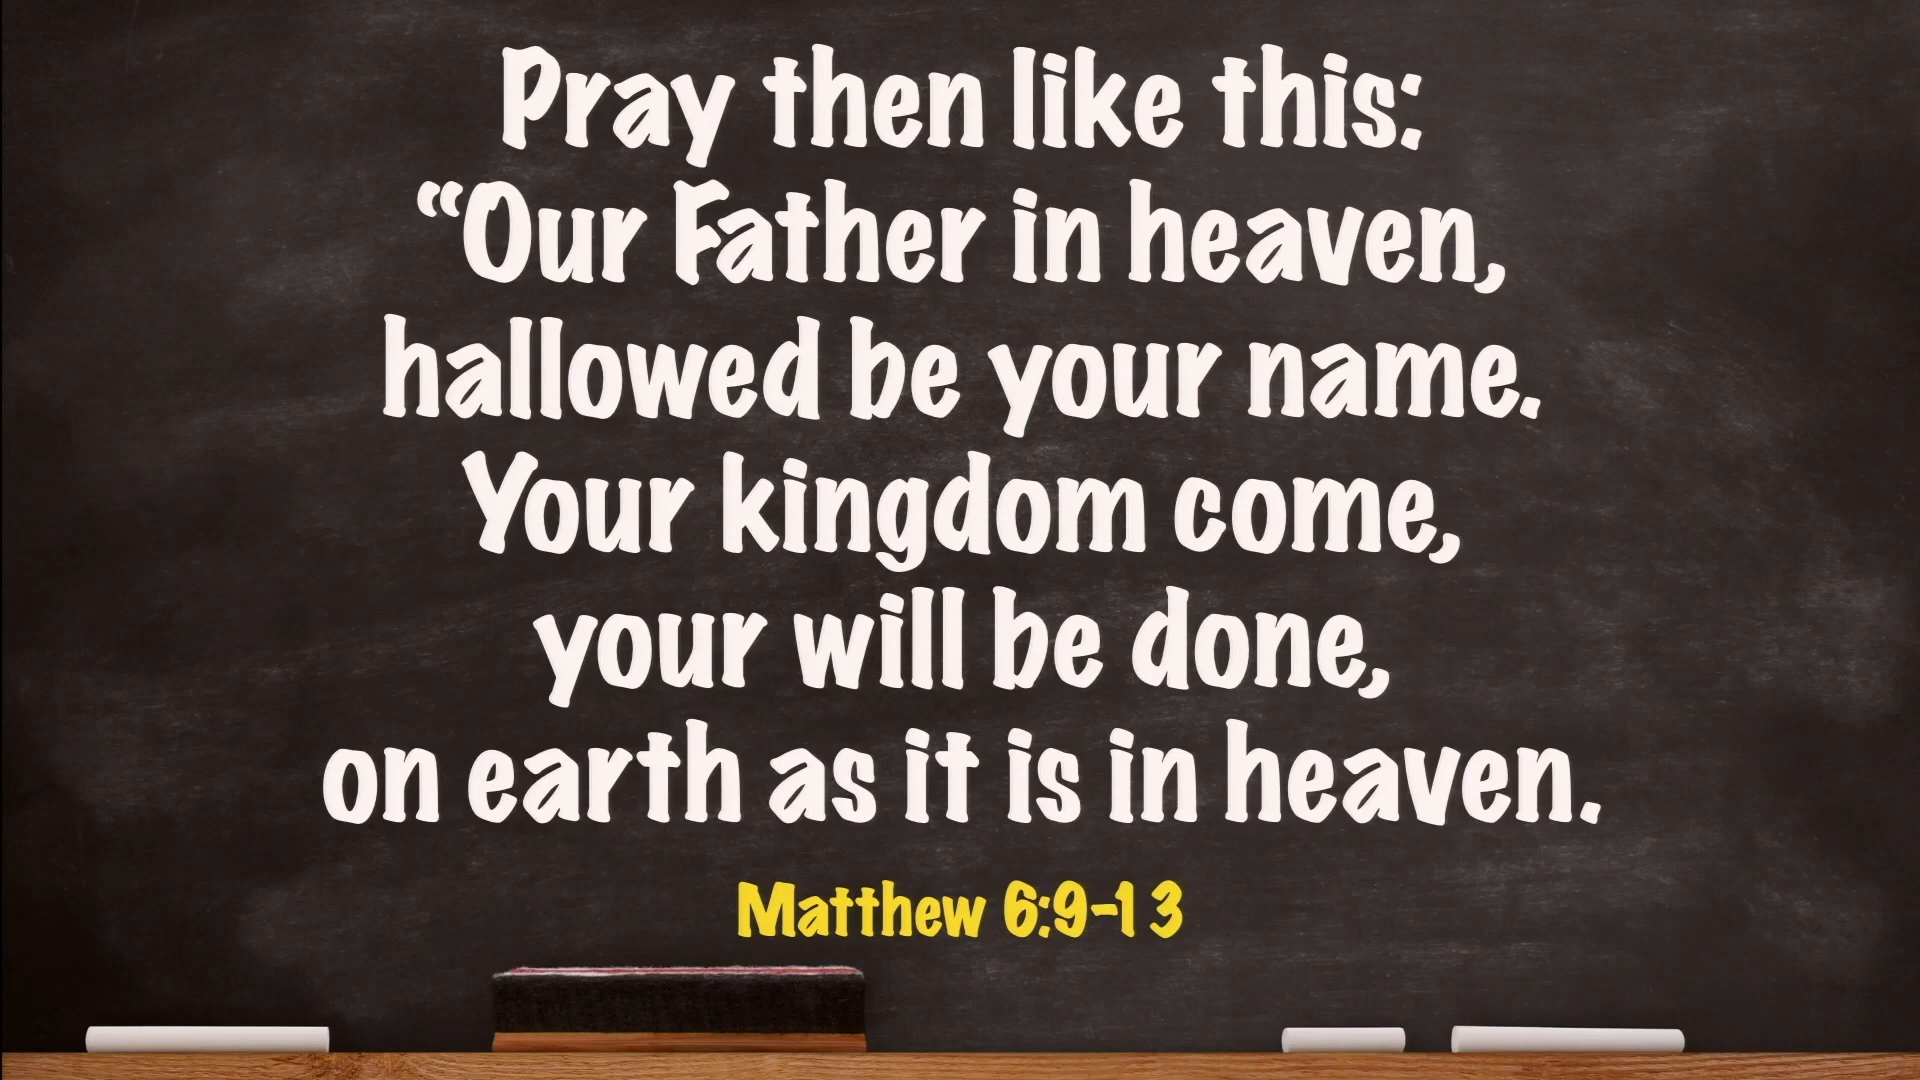 Pray then like this:
“Our Father in heaven,
hallowed be your name.
Your kingdom come,
your will be done,
on earth as it is in heaven.
Matthew 6:9-13